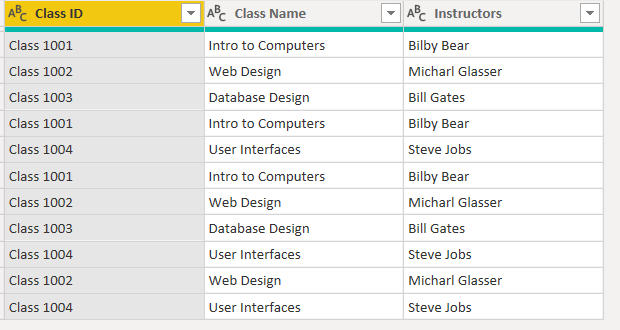 ABC Class ID ABC Class Name ABC Instructors
Class 1001 Intro to Computers Bilby Bear
Class 1002 Web Design Micharl Glasser
Class 1003 Database Design Bill Gates
Class 1001 Intro to Computers Bilby Bear
Class 1004 User Interfaces Steve Jobs
Class 1001 Intro to Computers Bilby Bear
Class 1002 Web Design Micharl Glasser
Class 1003 Database Design Bill Gates
Class 1004 User Interfaces Steve Jobs
Class 1002 Web Design Micharl Glasser
Class 1004 User Interfaces Steve Jobs